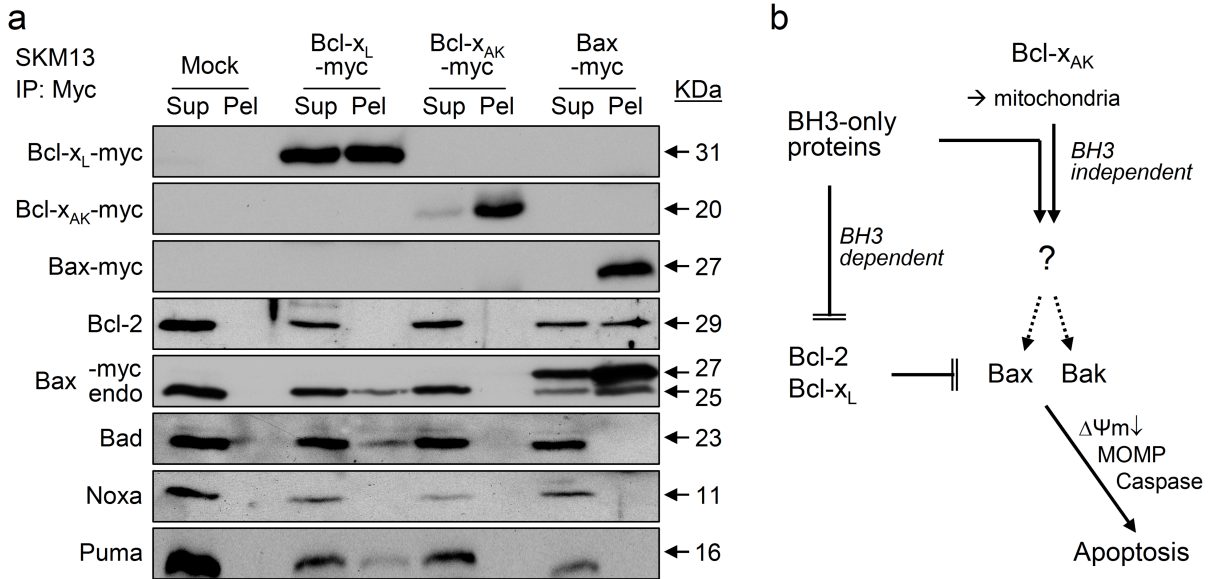 a
SKM13
IP: Myc
Mock
Bcl-xL
-myc
Bcl-xAK
-myc
Bax
-myc
KDa
Sup Pel Sup Pel Sup Pel Sup Pel
Bcl-xL-myc
31
Bcl-xAK-myc
20
Bax-myc
27
Bcl-2
29
Bax -myc
27
endo
25
Bad
23
Noxa
11
Puma
16
b
Bcl-xAK
→ mitochondria
BH3-only
proteins
BH3
independent
BH3
dependent
?
Bcl-2
Bcl-xL
Bax Bak
ΔΨm↓
MOMP
Caspase
Apoptosis